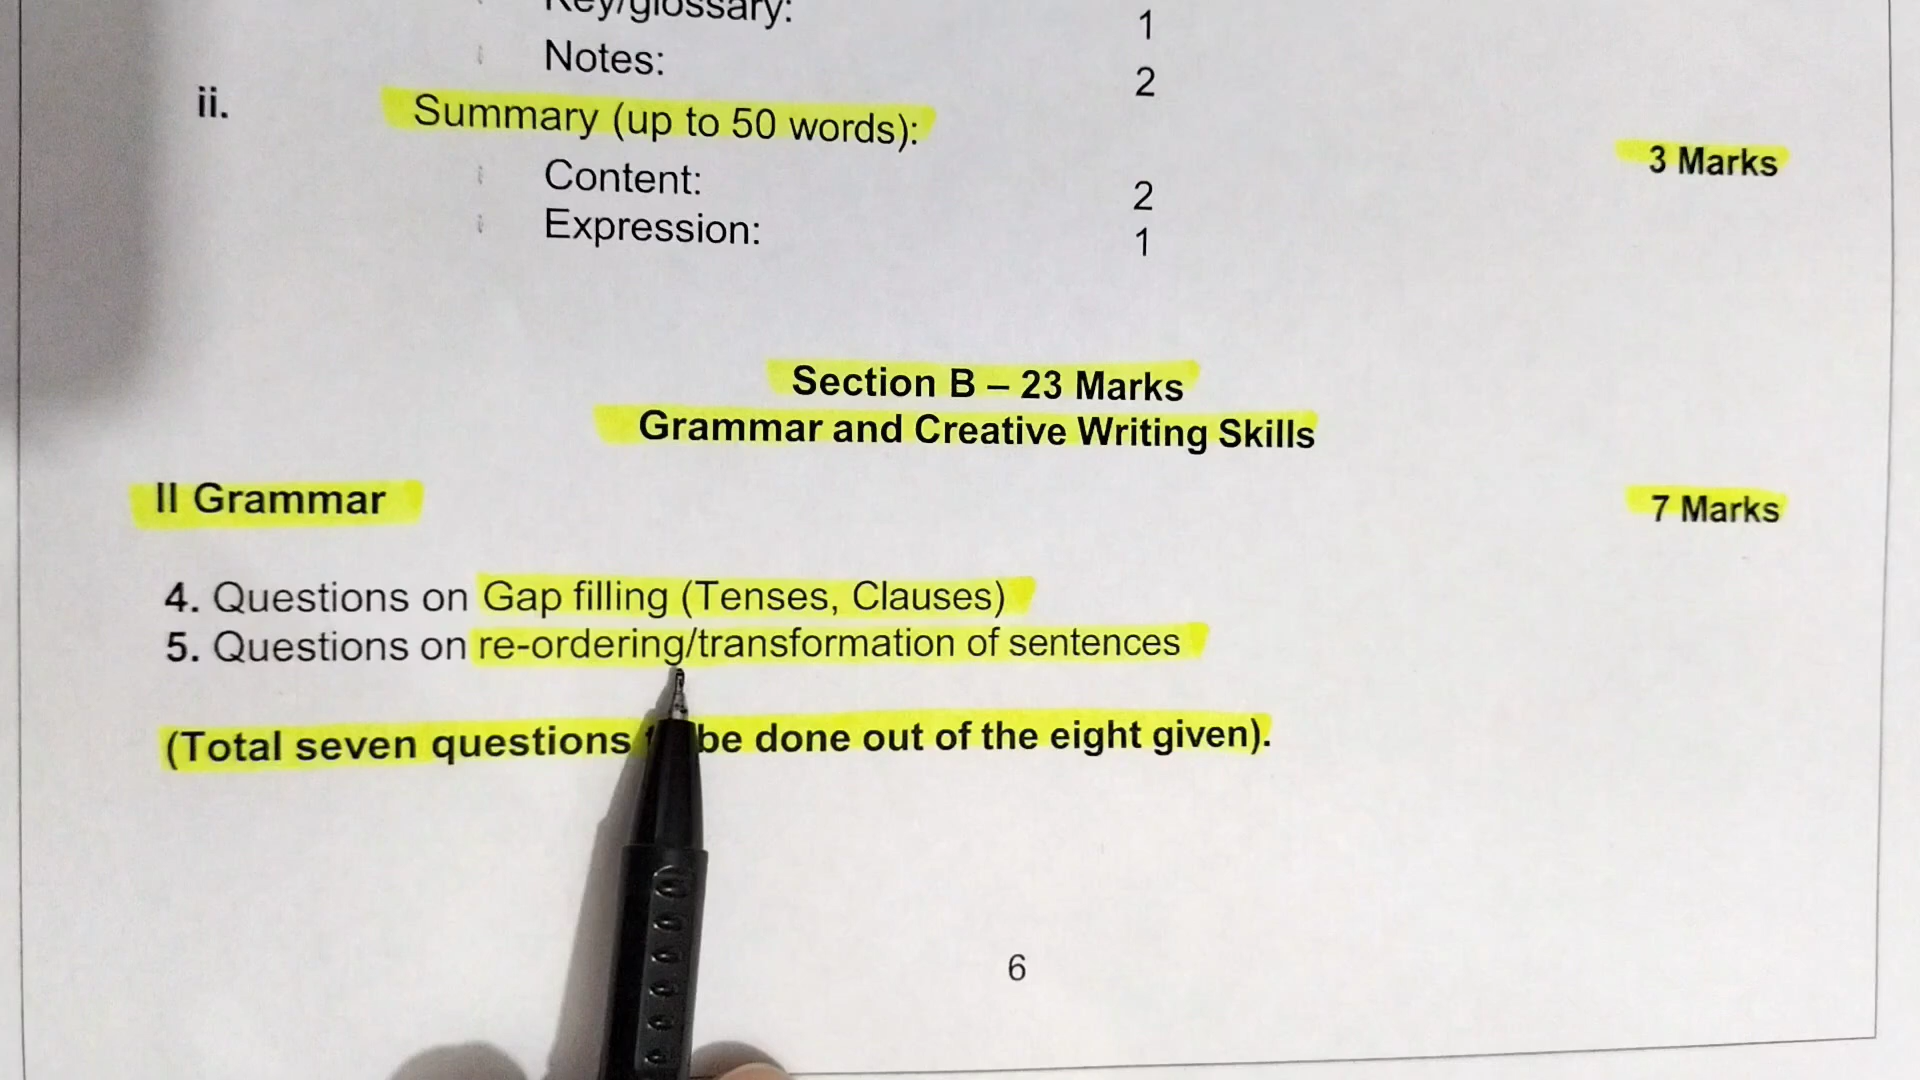 Key/glossary: 1
Notes: 2
ii. Summary (up to 50 words): 3 Marks
Content: 2
Expression: 1
Section B – 23 Marks
Grammar and Creative Writing Skills
II Grammar 7 Marks
4. Questions on Gap filling (Tenses, Clauses)
5. Questions on re-ordering/transformation of sentences
(Total seven questions be done out of the eight given).
6